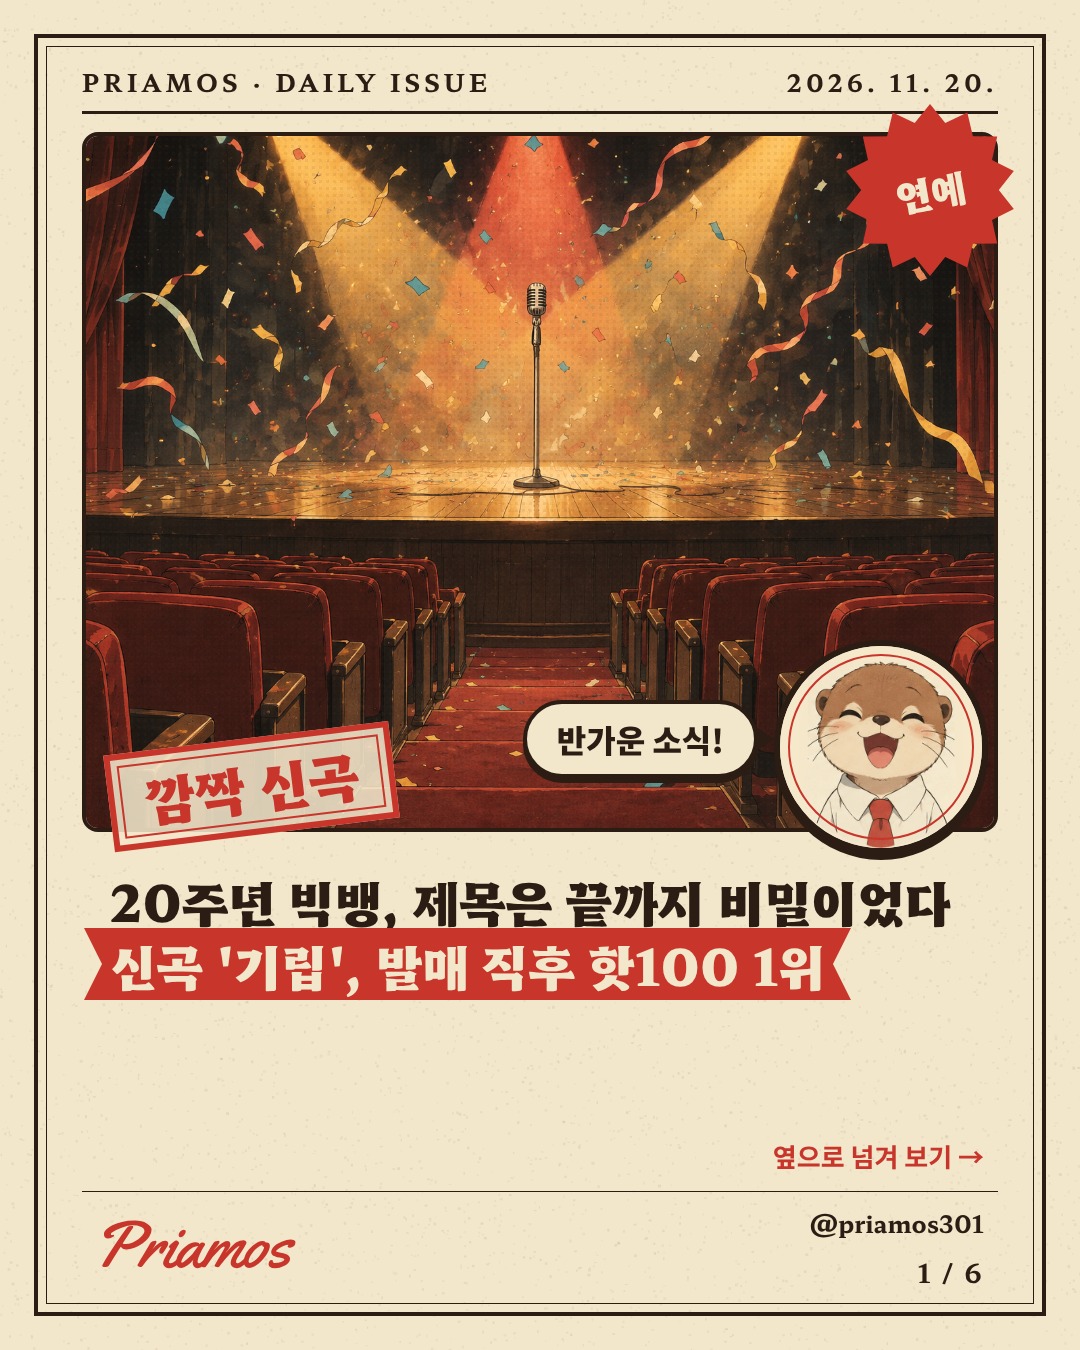 PRIAMOS · DAILY ISSUE
2026. 11. 20.
연예
반가운 소식!
깜짝 신곡
20주년 빅뱅, 제목은 끝까지 비밀이었다
신곡 '기립', 발매 직후 핫100 1위
옆으로 넘겨 보기 →
Priamos
@priamos301
1 / 6